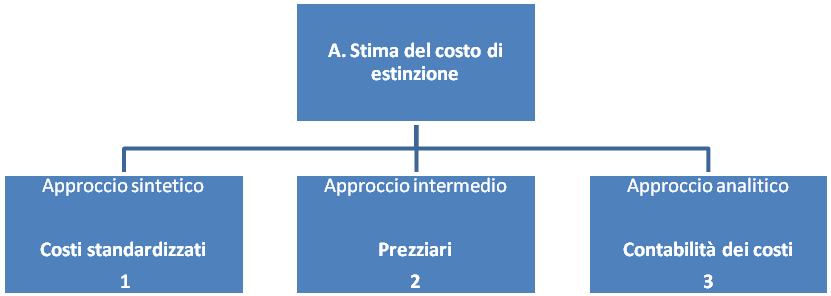 A. Stima del costo di
estinzione
Approccio sintetico
Costi standardizzati
1
Approccio intermedio
Prezziari
2
Approccio analitico
Contabilità dei costi
3